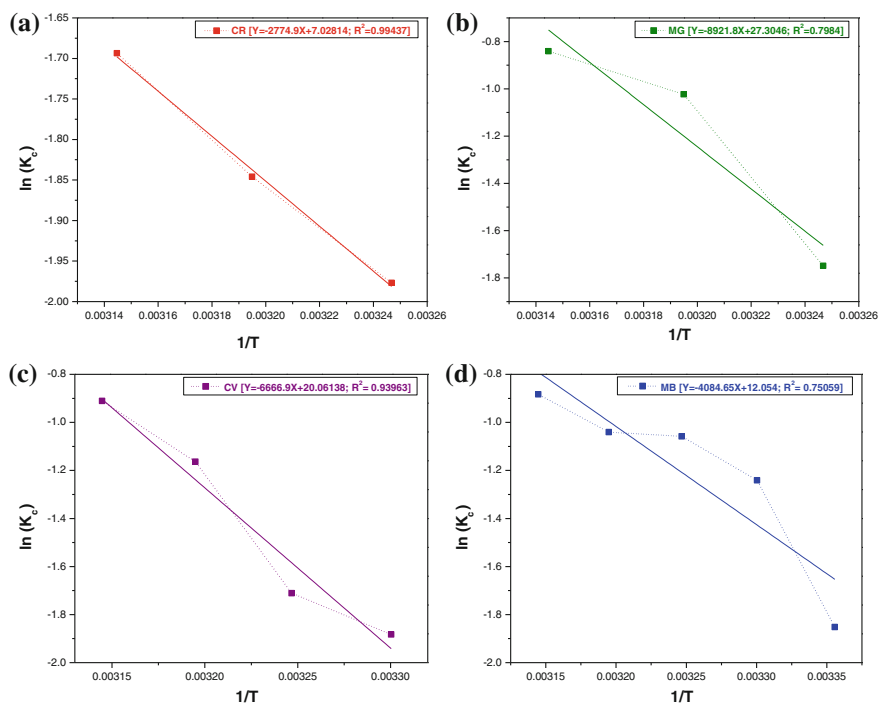 (a)
CR [Y=-2774.9X+7.02814; R²=0.99437]
ln (Kc)
-1.65
-1.70
-1.75
-1.80
-1.85
-1.90
-1.95
-2.00
0.00314 0.00316 0.00318 0.00320 0.00322 0.00324 0.00326
1/T
(b)
MG [Y=-8921.8X+27.3046; R²=0.7984]
ln (Kc)
-0.8
-1.0
-1.2
-1.4
-1.6
-1.8
0.00314 0.00316 0.00318 0.00320 0.00322 0.00324 0.00326
1/T
(c)
CV [Y=-6666.9X+20.06138; R²= 0.93963]
ln (Kc)
-0.8
-1.0
-1.2
-1.4
-1.6
-1.8
-2.0
0.00315 0.00320 0.00325 0.00330
1/T
(d)
MB [Y=-4084.65X+12.054; R²= 0.75059]
ln (Kc)
-0.8
-1.0
-1.2
-1.4
-1.6
-1.8
-2.0
0.00315 0.00320 0.00325 0.00330 0.00335
1/T